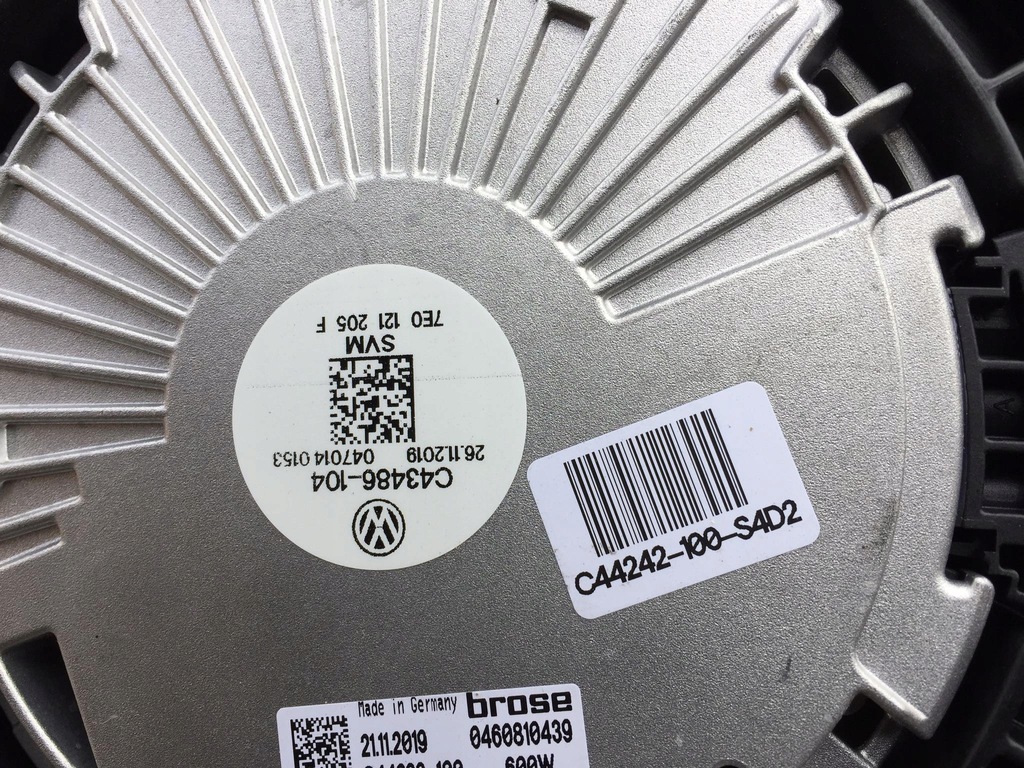 7E0 121 205 F
SVM
26.11.2019 047014 0153
C43486-104
C44242-100-S4D2
Made in Germany brose
21.11.2019 0460810439
600W